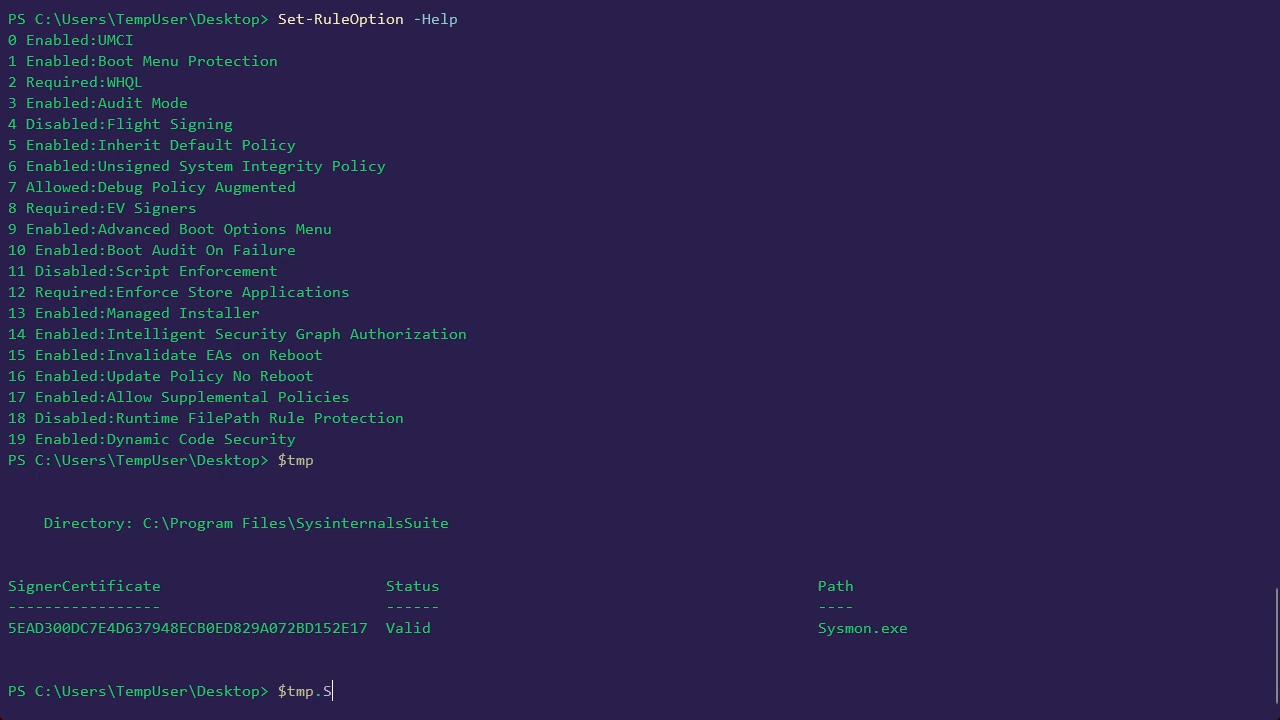 PS C:\Users\TempUser\Desktop> Set-RuleOption -Help
0 Enabled:UMCI
1 Enabled:Boot Menu Protection
2 Required:WHQL
3 Enabled:Audit Mode
4 Disabled:Flight Signing
5 Enabled:Inherit Default Policy
6 Enabled:Unsigned System Integrity Policy
7 Allowed:Debug Policy Augmented
8 Required:EV Signers
9 Enabled:Advanced Boot Options Menu
10 Enabled:Boot Audit On Failure
11 Disabled:Script Enforcement
12 Required:Enforce Store Applications
13 Enabled:Managed Installer
14 Enabled:Intelligent Security Graph Authorization
15 Enabled:Invalidate EAs on Reboot
16 Enabled:Update Policy No Reboot
17 Enabled:Allow Supplemental Policies
18 Disabled:Runtime FilePath Rule Protection
19 Enabled:Dynamic Code Security
PS C:\Users\TempUser\Desktop> $tmp
Directory: C:\Program Files\SysinternalsSuite
SignerCertificate Status Path
----------------- ------ ----
5EAD300DC7E4D637948ECB0ED829A072BD152E17 Valid Sysmon.exe
PS C:\Users\TempUser\Desktop> $tmp.S